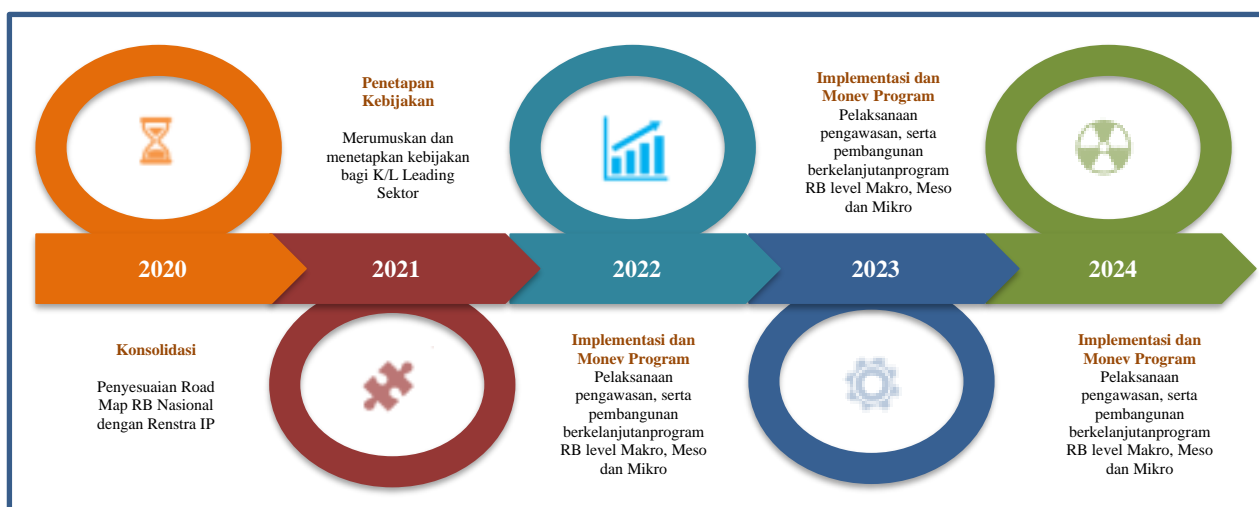 Penetapan
Kebijakan
Merumuskan dan
menetapkan kebijakan
bagi K/L Leading
Sektor
Implementasi dan
Monev Program
Pelaksanaan
pengawasan, serta
pembangunan
berkelanjutanprogram
RB level Makro, Meso
dan Mikro
2020
2021
2022
2023
2024
Konsolidasi
Penyesuaian Road
Map RB Nasional
dengan Renstra IP
Implementasi dan
Monev Program
Pelaksanaan
pengawasan, serta
pembangunan
berkelanjutanprogram
RB level Makro, Meso
dan Mikro
Implementasi dan
Monev Program
Pelaksanaan
pengawasan, serta
pembangunan
berkelanjutanprogram
RB level Makro, Meso
dan Mikro